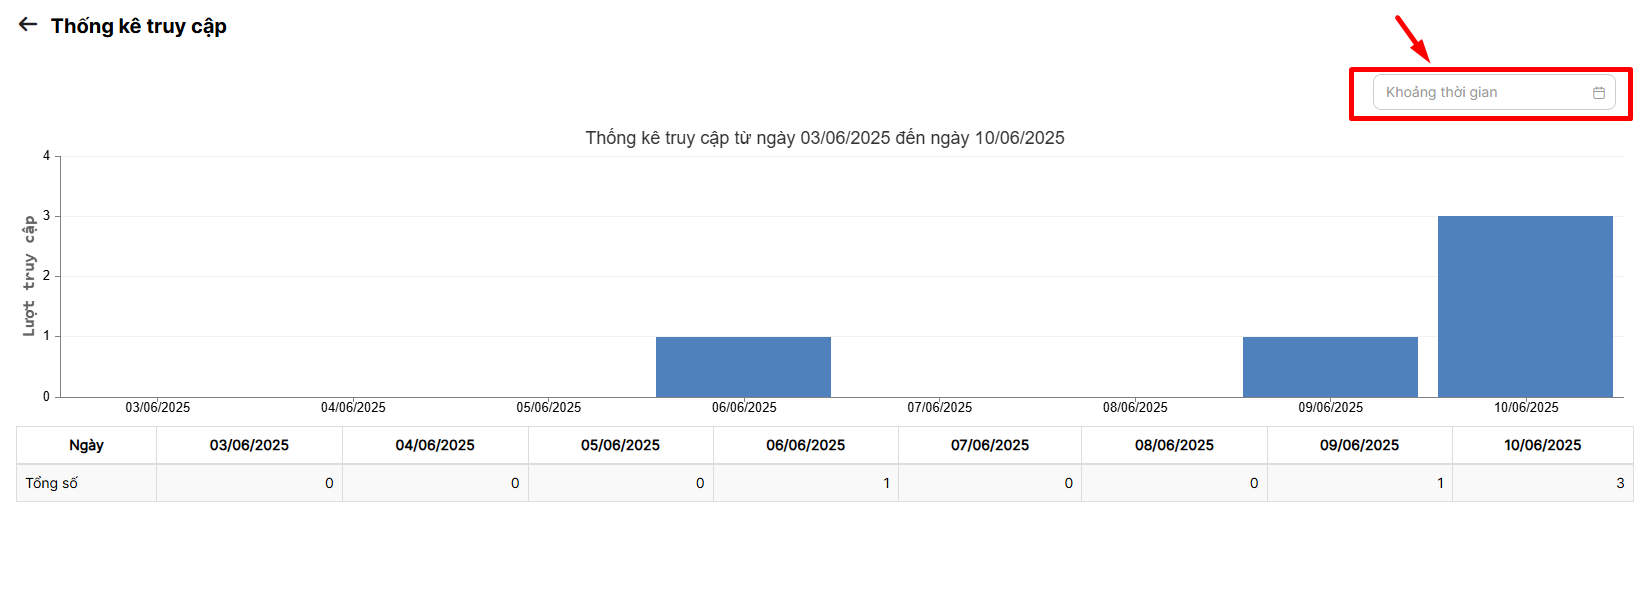 Thống kê truy cập
Khoảng thời gian
Thống kê truy cập từ ngày 03/06/2025 đến ngày 10/06/2025
Lượt truy cập
4
3
2
1
0
03/06/2025 04/06/2025 05/06/2025 06/06/2025 07/06/2025 08/06/2025 09/06/2025 10/06/2025
Ngày 03/06/2025 04/06/2025 05/06/2025 06/06/2025 07/06/2025 08/06/2025 09/06/2025 10/06/2025
Tổng số 0 0 0 1 0 0 1 3